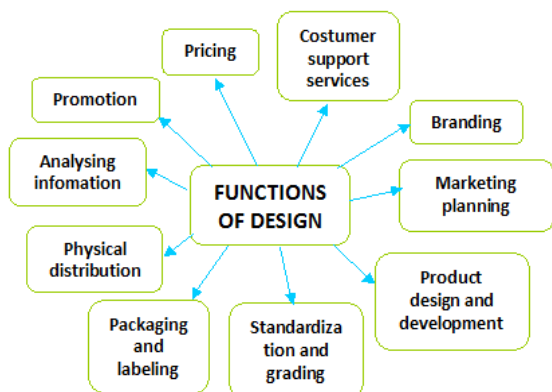 Pricing
Costumer
support
services
Promotion
Branding
Analysing
infomation
FUNCTIONS
OF DESIGN
Marketing
planning
Physical
distribution
Product
design and
development
Packaging
and
labeling
Standardiza
tion and
grading